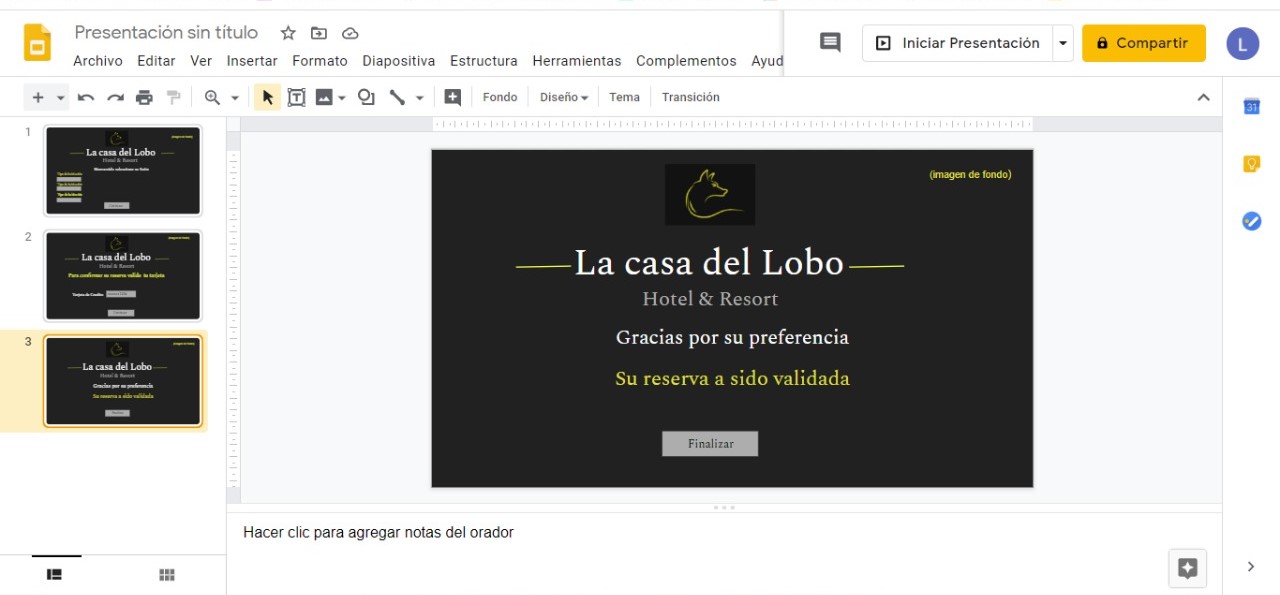 Presentación sin título
Iniciar Presentación
Compartir
L
Archivo Editar Ver Insertar Formato Diapositiva Estructura Herramientas Complementos Ayud
Fondo Diseño Tema Transición
31
1
La casa del Lobo
Hotel & Resort
Finalizar
2
La casa del Lobo
Hotel & Resort
Para confirmar su reserve valide su tarjeta
Tarjeta de Credito
3
La casa del Lobo
Hotel & Resort
Gracias por su preferencia
Su reserva a sido validada
(imagen de fondo)
La casa del Lobo
Hotel & Resort
Gracias por su preferencia
Su reserva a sido validada
Finalizar
Hacer clic para agregar notas del orador